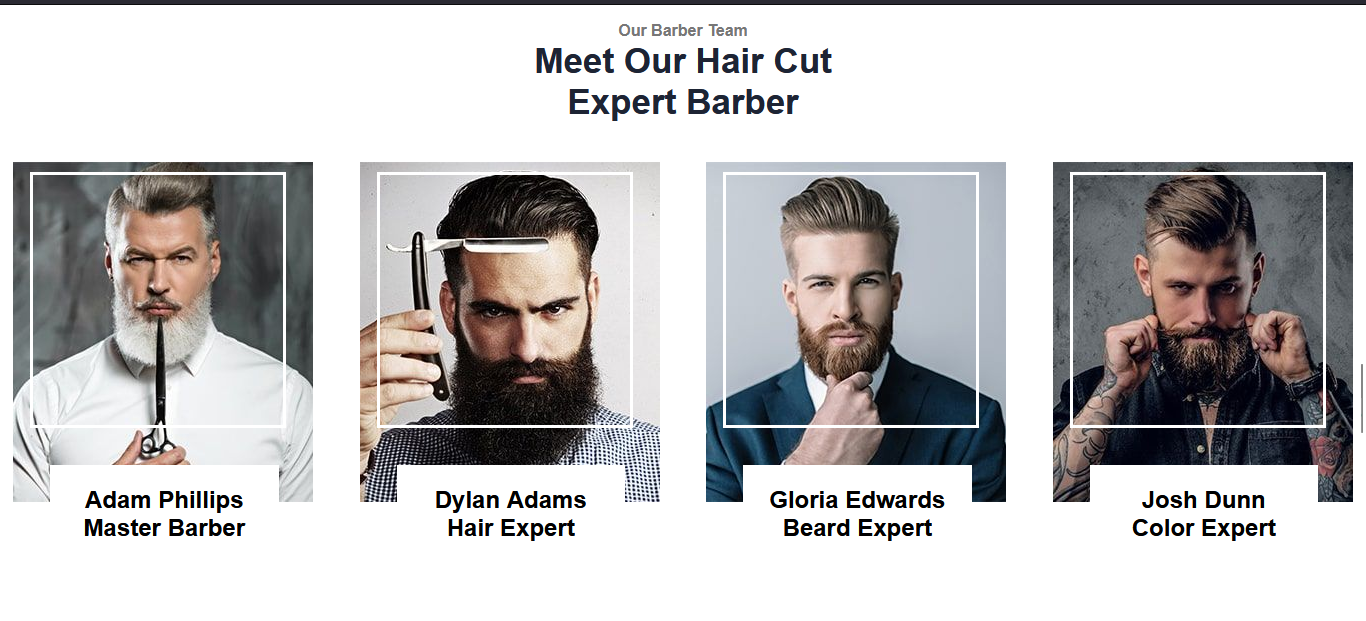 Our Barber Team
Meet Our Hair Cut
Expert Barber
Adam Phillips
Master Barber
Dylan Adams
Hair Expert
Gloria Edwards
Beard Expert
Josh Dunn
Color Expert